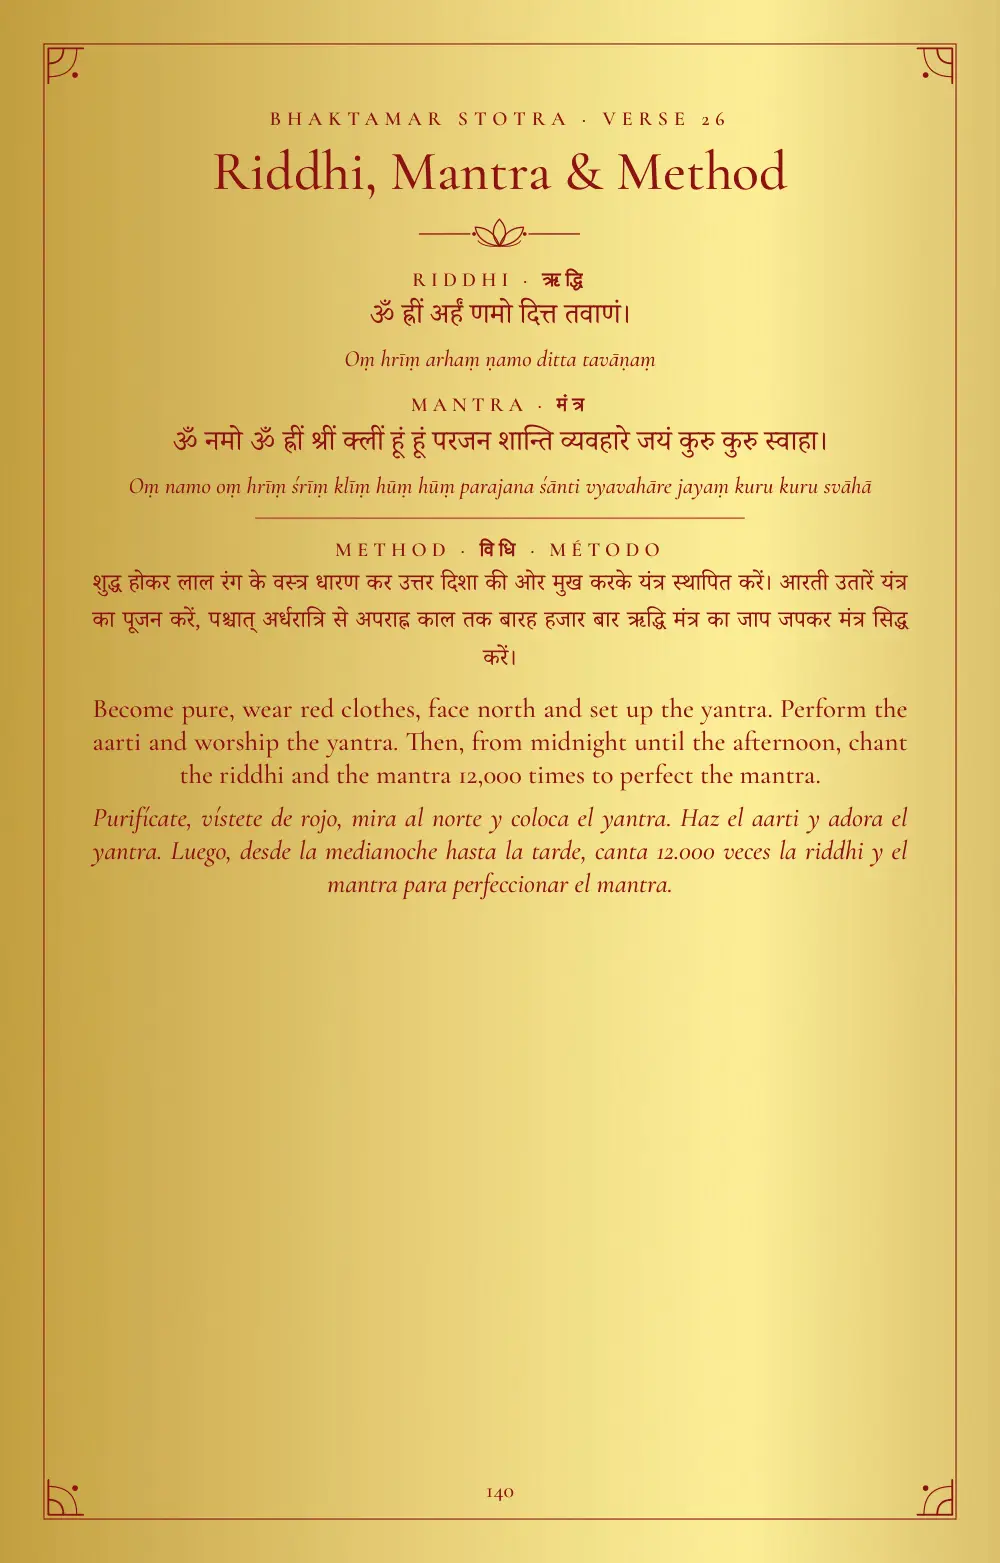 BHAKTAMAR STOTRA · VERSE 26
Riddhi, Mantra & Method
RIDDHI · ऋद्धि
ॐ ह्रीं अर्हं णमो दित्त तवाणं।
Oṃ hrīṃ arhaṃ ṇamo ditta tavāṇaṃ
MANTRA · मंत्र
ॐ नमो ॐ ह्रीं श्रीं क्लीं हूं हूं परजन शान्ति व्यवहारे जयं कुरु कुरु स्वाहा।
Oṃ namo oṃ hrīṃ śrīṃ klīṃ hūṃ hūṃ parajana śānti vyavahāre jayaṃ kuru kuru svāhā
METHOD · विधि · MÉTODO
शुद्ध होकर लाल रंग के वस्त्र धारण कर उत्तर दिशा की ओर मुख करके यंत्र स्थापित करें। आरती उतारें यंत्र
का पूजन करें, पश्चात् अर्धरात्रि से अपराह्न काल तक बारह हजार बार ऋद्धि मंत्र का जाप जपकर मंत्र सिद्ध
करें।
Become pure, wear red clothes, face north and set up the yantra. Perform the
aarti and worship the yantra. Then, from midnight until the afternoon, chant
the riddhi and the mantra 12,000 times to perfect the mantra.
Purifícate, vístete de rojo, mira al norte y coloca el yantra. Haz el aarti y adora el
yantra. Luego, desde la medianoche hasta la tarde, canta 12.000 veces la riddhi y el
mantra para perfeccionar el mantra.
140